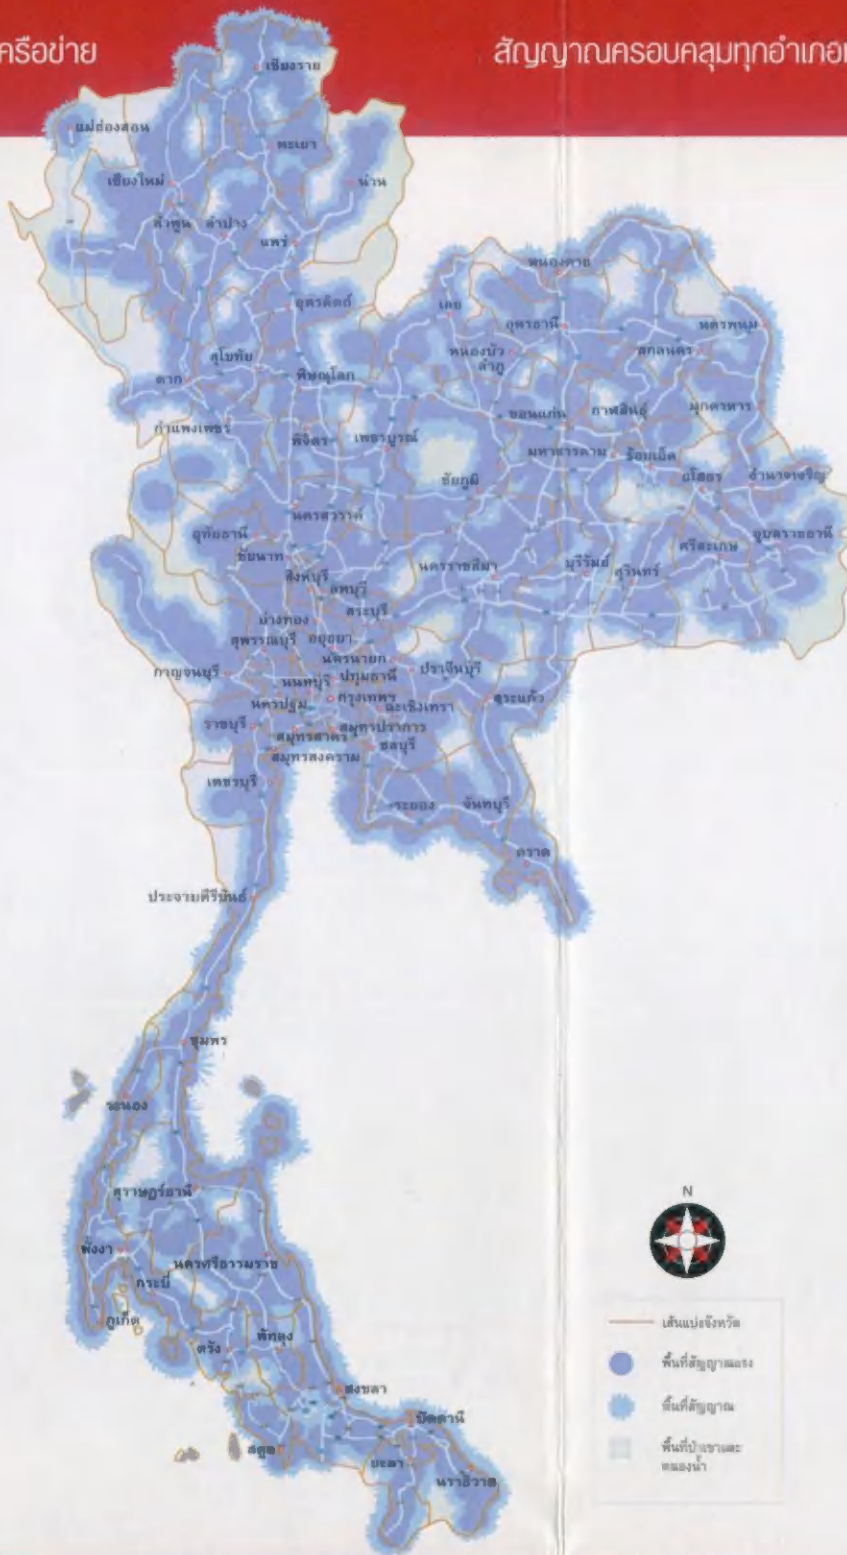 ครือข่าย
สัญญาณครอบคลุมทุกอำเภอ
เชียงราย
แม่ฮ่องสอน
พะเยา
เชียงใหม่
น่าน
ลำพูน
ลำปาง
แพร่
หนองคาย
เลย
อุตรดิตถ์
อุดรธานี
นครพนม
สุโขทัย
หนองบัว
ลำภู
สกลนคร
ตาก
พิษณุโลก
กำแพงเพชร
ขอนแก่น
กาฬสินธุ์
มุกดาหาร
พิจิตร
เพชรบูรณ์
มหาสารคาม
ร้อยเอ็ด
ชัยภูมิ
ยโสธร
อำนาจเจริญ
นครสวรรค์
อุทัยธานี
ชัยนาท
ศรีสะเกษ
อุบลราชธานี
นครราชสีมา
บุรีรัมย์
สุรินทร์
สิงห์บุรี
ลพบุรี
สระบุรี
อ่างทอง
สุพรรณบุรี
อยุธยา
นครนายก
กาญจนบุรี
ปราจีนบุรี
นนทบุรี
ปทุมธานี
นครปฐม
กรุงเทพฯ
ฉะเชิงเทรา
สระแก้ว
ราชบุรี
สมุทรสาคร
สมุทรปราการ
สมุทรสงคราม
ชลบุรี
เพชรบุรี
ระยอง
จันทบุรี
ตราด
ประจวบคีรีขันธ์
ชุมพร
ระนอง
สุราษฎร์ธานี
พังงา
นครศรีธรรมราช
กระบี่
ภูเก็ต
ตรัง
พัทลุง
สงขลา
ปัตตานี
สตูล
ยะลา
นราธิวาส
N
เส้นแบ่งจังหวัด
พื้นที่สัญญาณแรง
พื้นที่สัญญาณ
พื้นที่ป่าเขาและ
หนองน้ำ